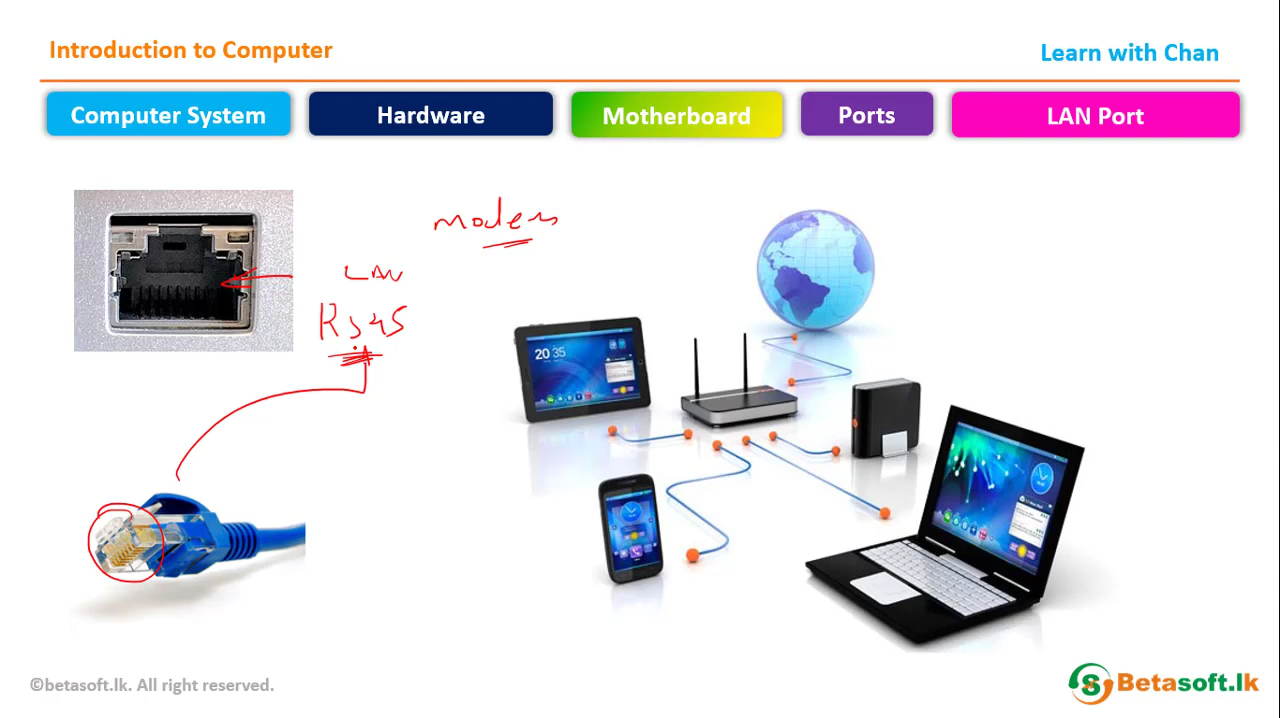 Introduction to Computer
Learn with Chan
Computer System
Hardware
Motherboard
Ports
LAN Port
modem
LAN
RJ45
20 35
©betasoft.lk. All right reserved.
Betasoft.lk